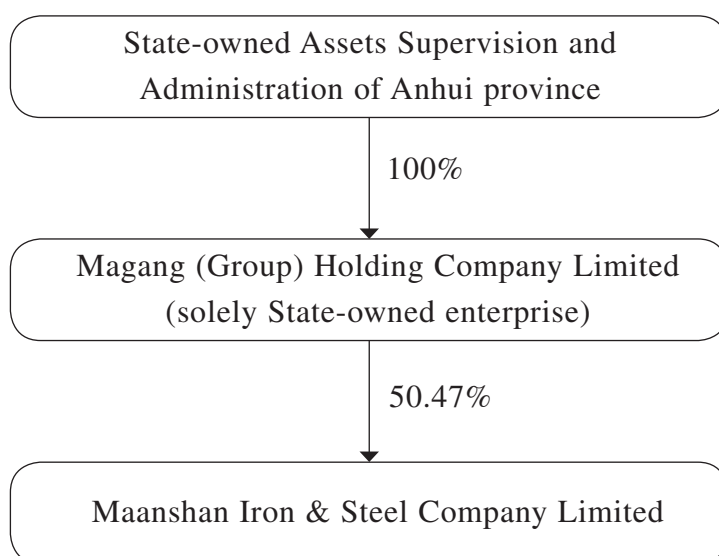 State-owned Assets Supervision and
Administration of Anhui province
100%
Magang (Group) Holding Company Limited
(solely State-owned enterprise)
50.47%
Maanshan Iron & Steel Company Limited